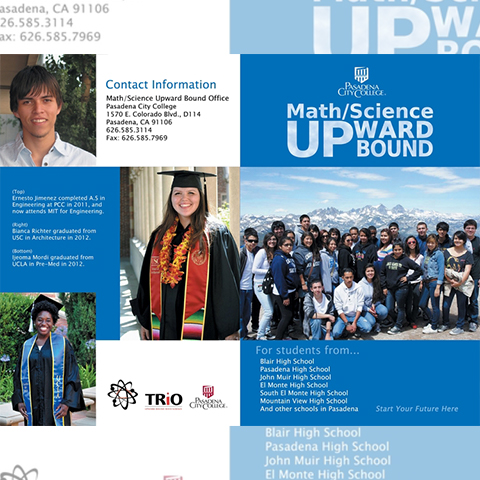 asadena, CA 91106
626.585.3114
ax: 626.585.7969
Math/Science
UPWARD
BO
Contact Information
Math/Science Upward Bound Office
Pasadena City College
1570 E. Colorado Blvd., D114
Pasadena, CA 91106
626.585.3114
Fax: 626.585.7969
(Top)
Ernesto Jimenez completed A.S in
Engineering at PCC in 2011, and
now attends MIT for Engineering.
(Right)
Bianca Richter graduated from
USC in Architecture in 2012.
(Bottom)
Ijeoma Mordi graduated from
UCLA in Pre-Med in 2012.
TRiO
PASADENA
CITY COLLEGE
PASADENA
CITY COLLEGE
Math/Science
UPWARD
BOUND
For students from...
Blair High School
Pasadena High School
John Muir High School
El Monte High School
South El Monte High School
Mountain View High School
And other schools in Pasadena
Start Your Future Here
Blair High School
Pasadena High School
John Muir High School
El Monte High School